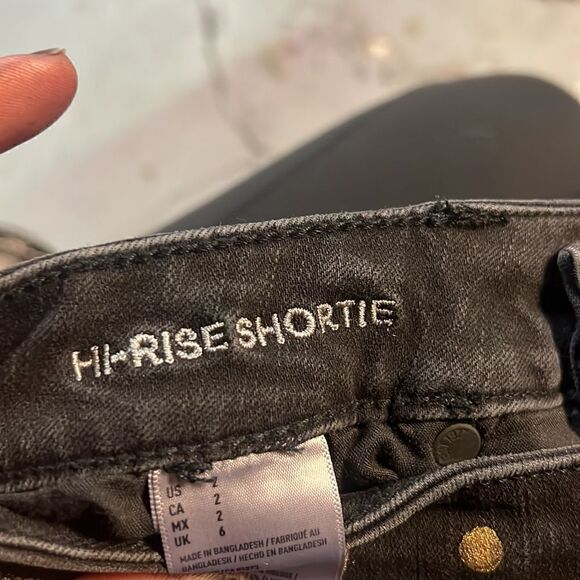 HI-RISE SHORTIE
US 2
CA 2
MX 2
UK 6
MADE IN BANGLADESH / FABRIQUÉ AU
BANGLADESH / HECHO EN BANGLADESH